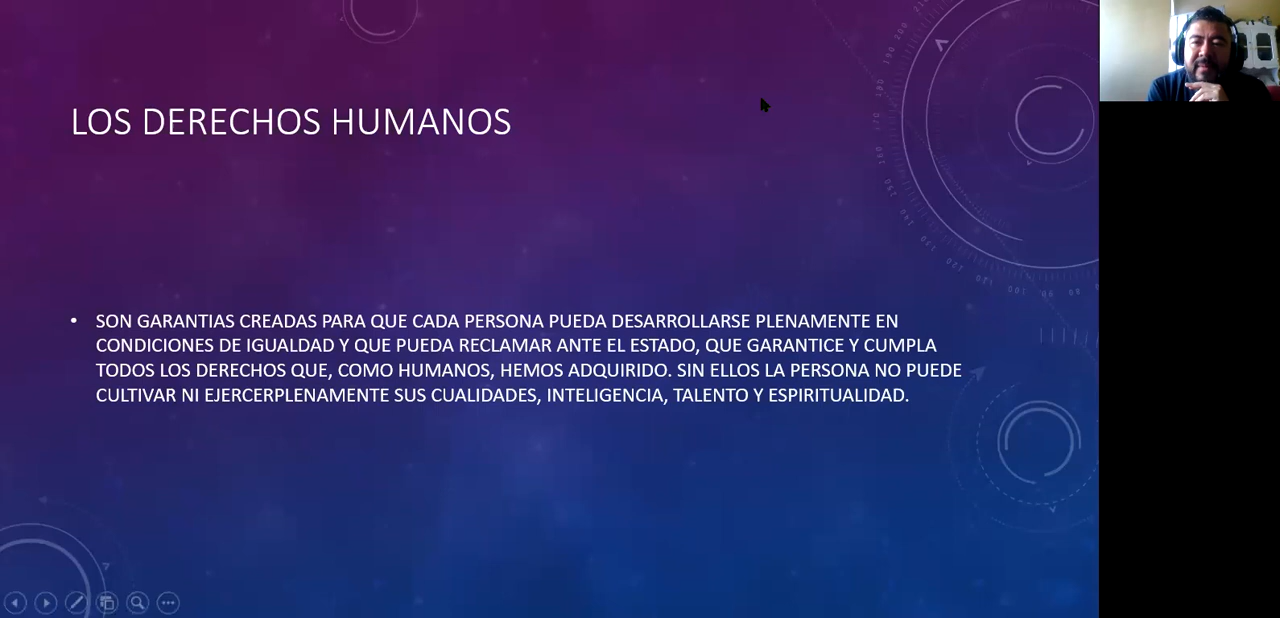 LOS DERECHOS HUMANOS
• SON GARANTIAS CREADAS PARA QUE CADA PERSONA PUEDA DESARROLLARSE PLENAMENTE EN
CONDICIONES DE IGUALDAD Y QUE PUEDA RECLAMAR ANTE EL ESTADO, QUE GARANTICE Y CUMPLA
TODOS LOS DERECHOS QUE, COMO HUMANOS, HEMOS ADQUIRIDO. SIN ELLOS LA PERSONA NO PUEDE
CULTIVAR NI EJERCERPLENAMENTE SUS CUALIDADES, INTELIGENCIA, TALENTO Y ESPIRITUALIDAD.